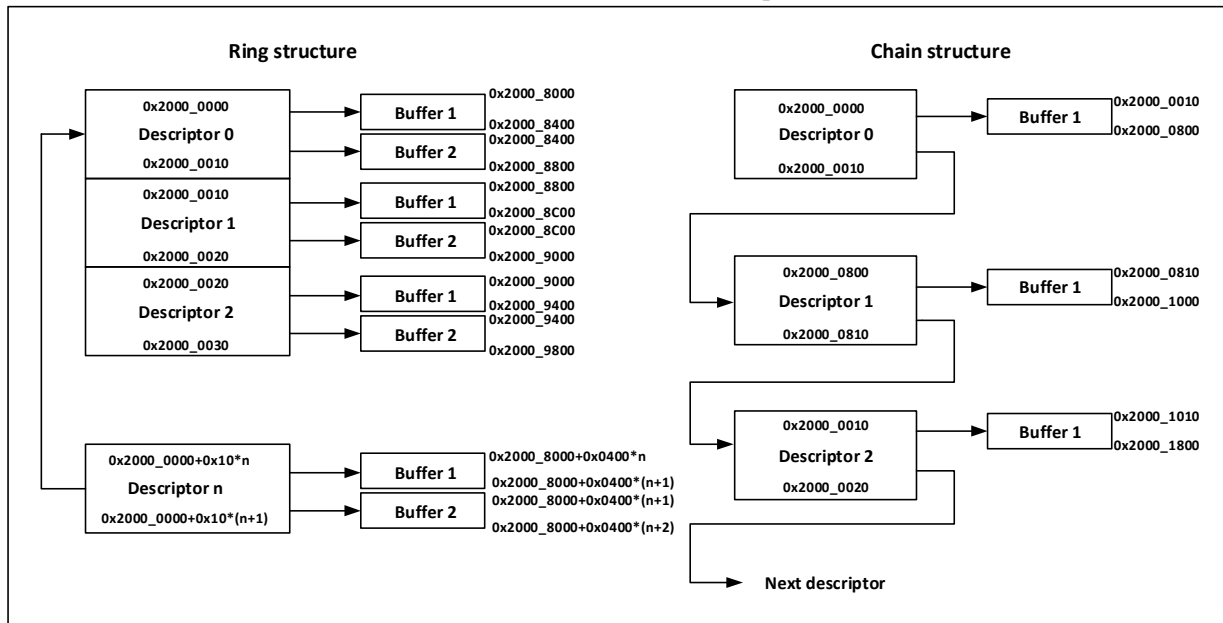 Ring structure
0x2000_0000
Descriptor 0
0x2000_0010
Buffer 1
0x2000_8000
0x2000_8400
Buffer 2
0x2000_8400
0x2000_8800
0x2000_0010
Descriptor 1
0x2000_0020
Buffer 1
0x2000_8800
0x2000_8C00
Buffer 2
0x2000_8C00
0x2000_9000
0x2000_0020
Descriptor 2
0x2000_0030
Buffer 1
0x2000_9000
0x2000_9400
Buffer 2
0x2000_9400
0x2000_9800
0x2000_0000+0x10*n
Descriptor n
0x2000_0000+0x10*(n+1)
Buffer 1
0x2000_8000+0x0400*n
0x2000_8000+0x0400*(n+1)
Buffer 2
0x2000_8000+0x0400*(n+1)
0x2000_8000+0x0400*(n+2)
Chain structure
0x2000_0000
Descriptor 0
0x2000_0010
Buffer 1
0x2000_0010
0x2000_0800
0x2000_0800
Descriptor 1
0x2000_0810
Buffer 1
0x2000_0810
0x2000_1000
0x2000_0010
Descriptor 2
0x2000_0020
Buffer 1
0x2000_1010
0x2000_1800
Next descriptor